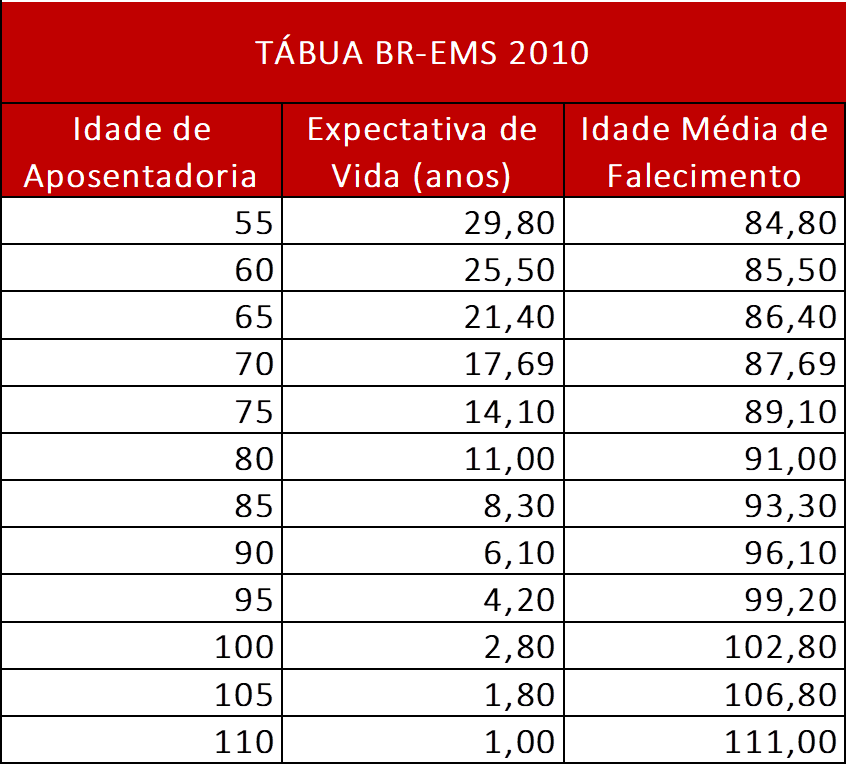 TÁBUA BR-EMS 2010
Idade de Aposentadoria Expectativa de Vida (anos) Idade Média de Falecimento
55 29,80 84,80
60 25,50 85,50
65 21,40 86,40
70 17,69 87,69
75 14,10 89,10
80 11,00 91,00
85 8,30 93,30
90 6,10 96,10
95 4,20 99,20
100 2,80 102,80
105 1,80 106,80
110 1,00 111,00